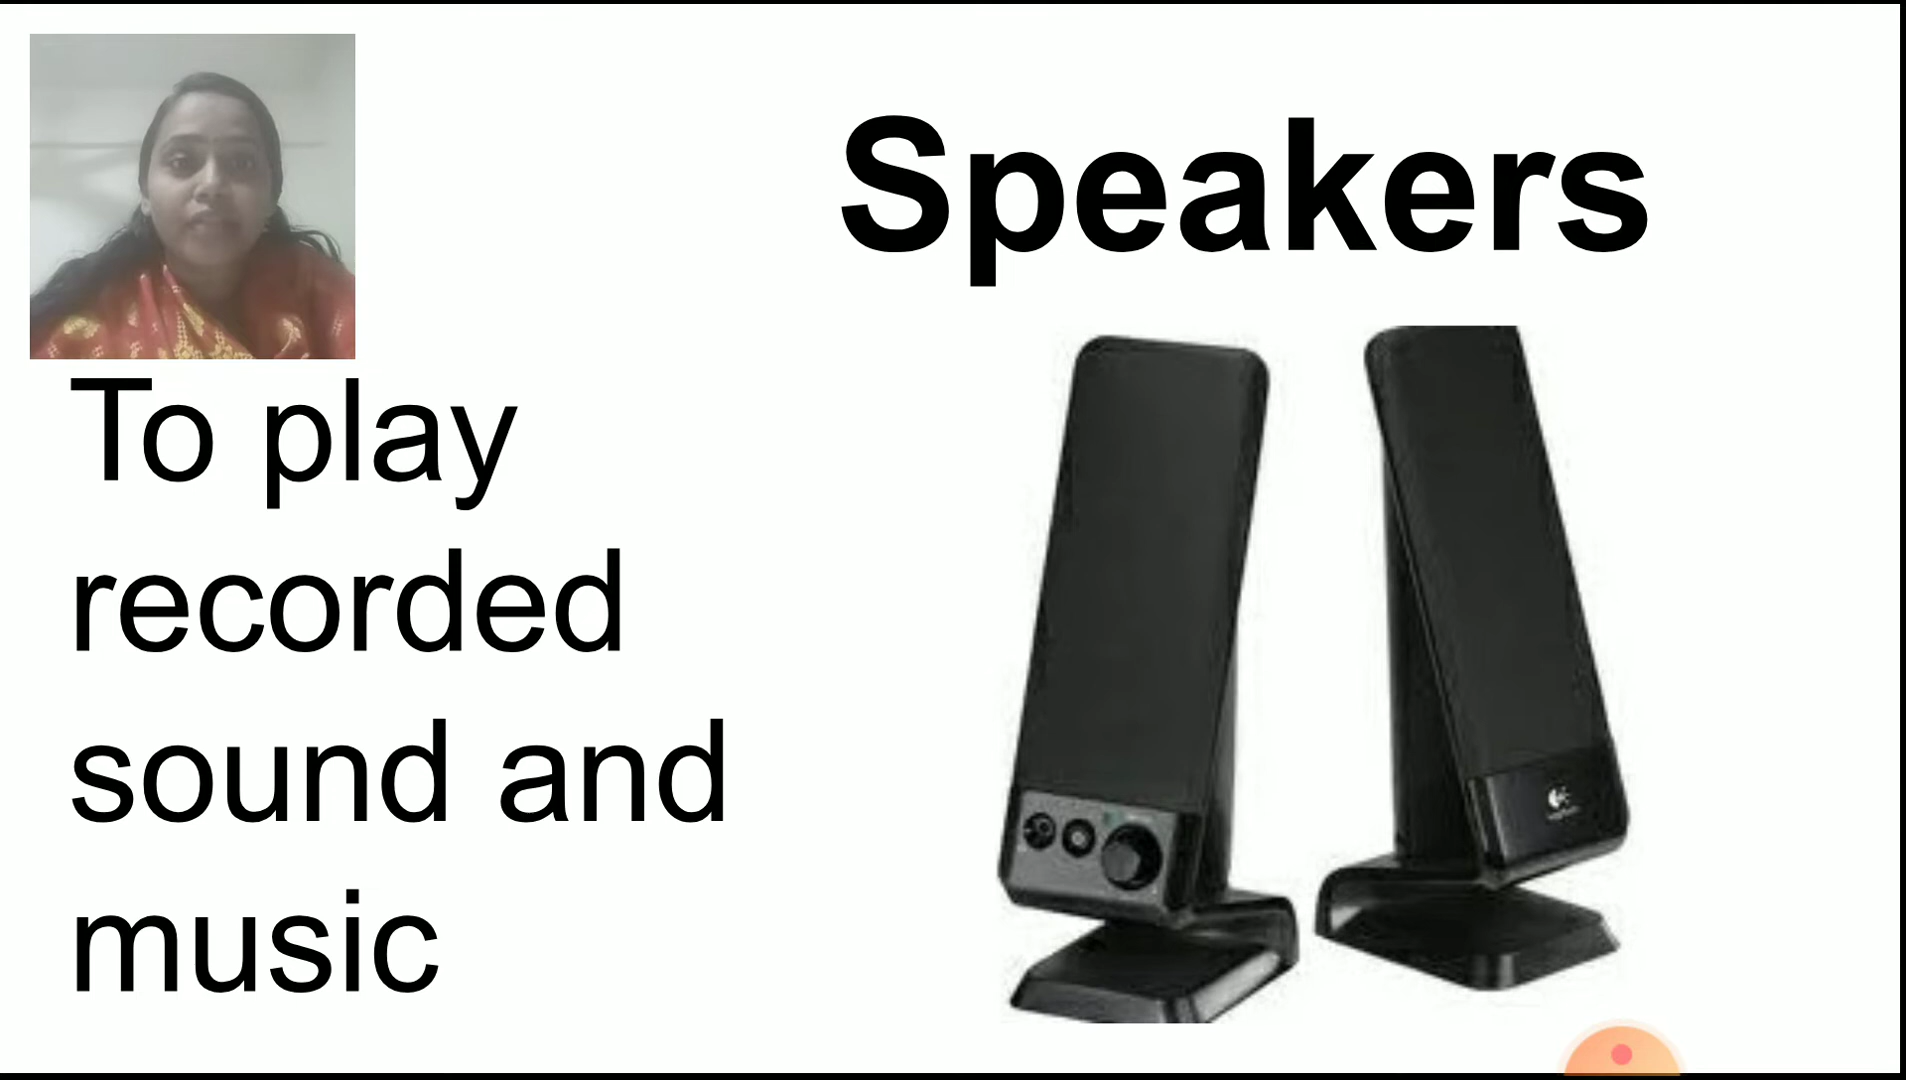 Speakers
To play
recorded
sound and
music